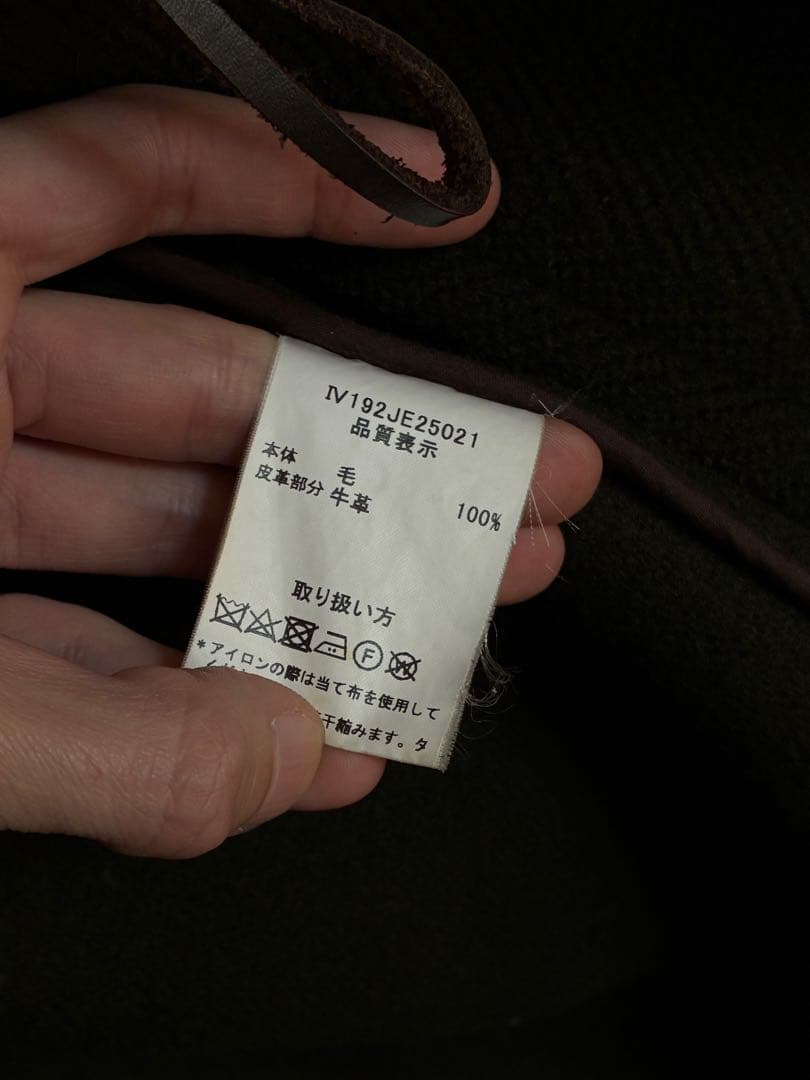 Ⅳ192JE25021
品質表示
本体 毛 100%
皮革部分 牛革
取り扱い方
F W
*アイロンの際は当て布を使用して
干縮みます。タ